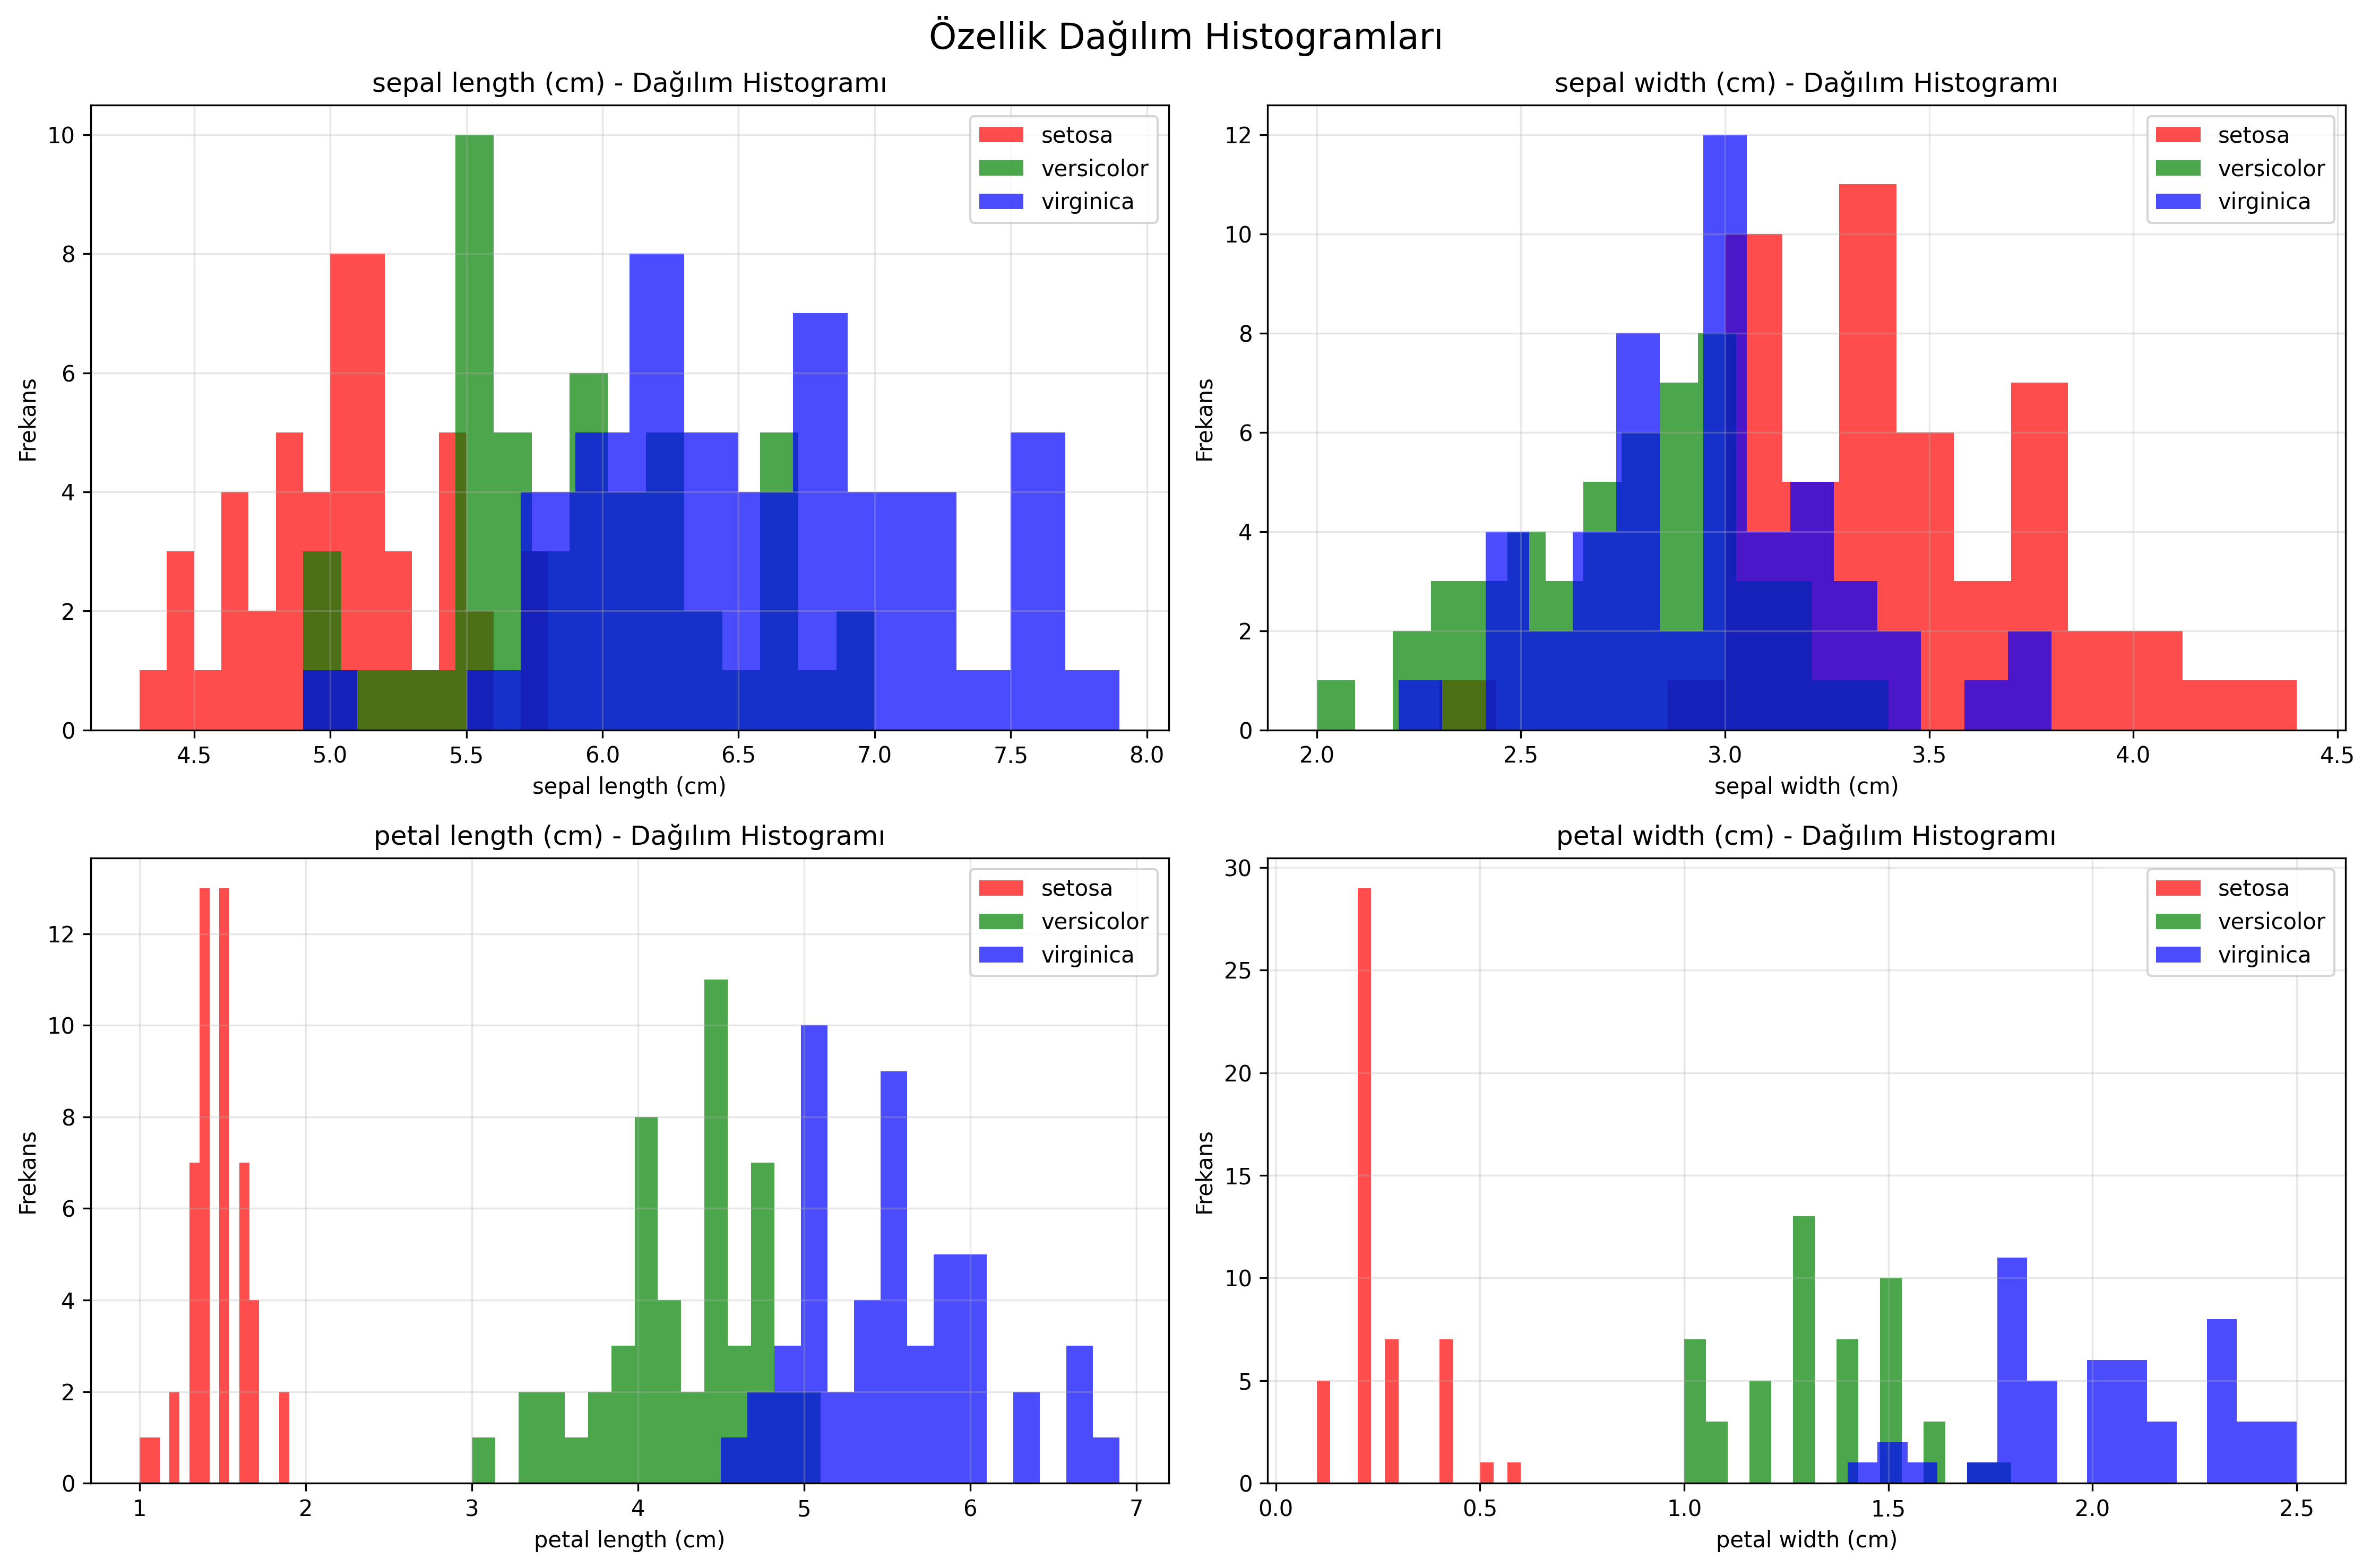 Özellik Dağılım Histogramları
sepal length (cm) - Dağılım Histogramı
Frekans
10
8
6
4
2
0
setosa
versicolor
virginica
4.5 5.0 5.5 6.0 6.5 7.0 7.5 8.0
sepal length (cm)
sepal width (cm) - Dağılım Histogramı
Frekans
12
10
8
6
4
2
0
setosa
versicolor
virginica
2.0 2.5 3.0 3.5 4.0 4.5
sepal width (cm)
petal length (cm) - Dağılım Histogramı
Frekans
12
10
8
6
4
2
0
setosa
versicolor
virginica
1 2 3 4 5 6 7
petal length (cm)
petal width (cm) - Dağılım Histogramı
Frekans
30
25
20
15
10
5
0
setosa
versicolor
virginica
0.0 0.5 1.0 1.5 2.0 2.5
petal width (cm)